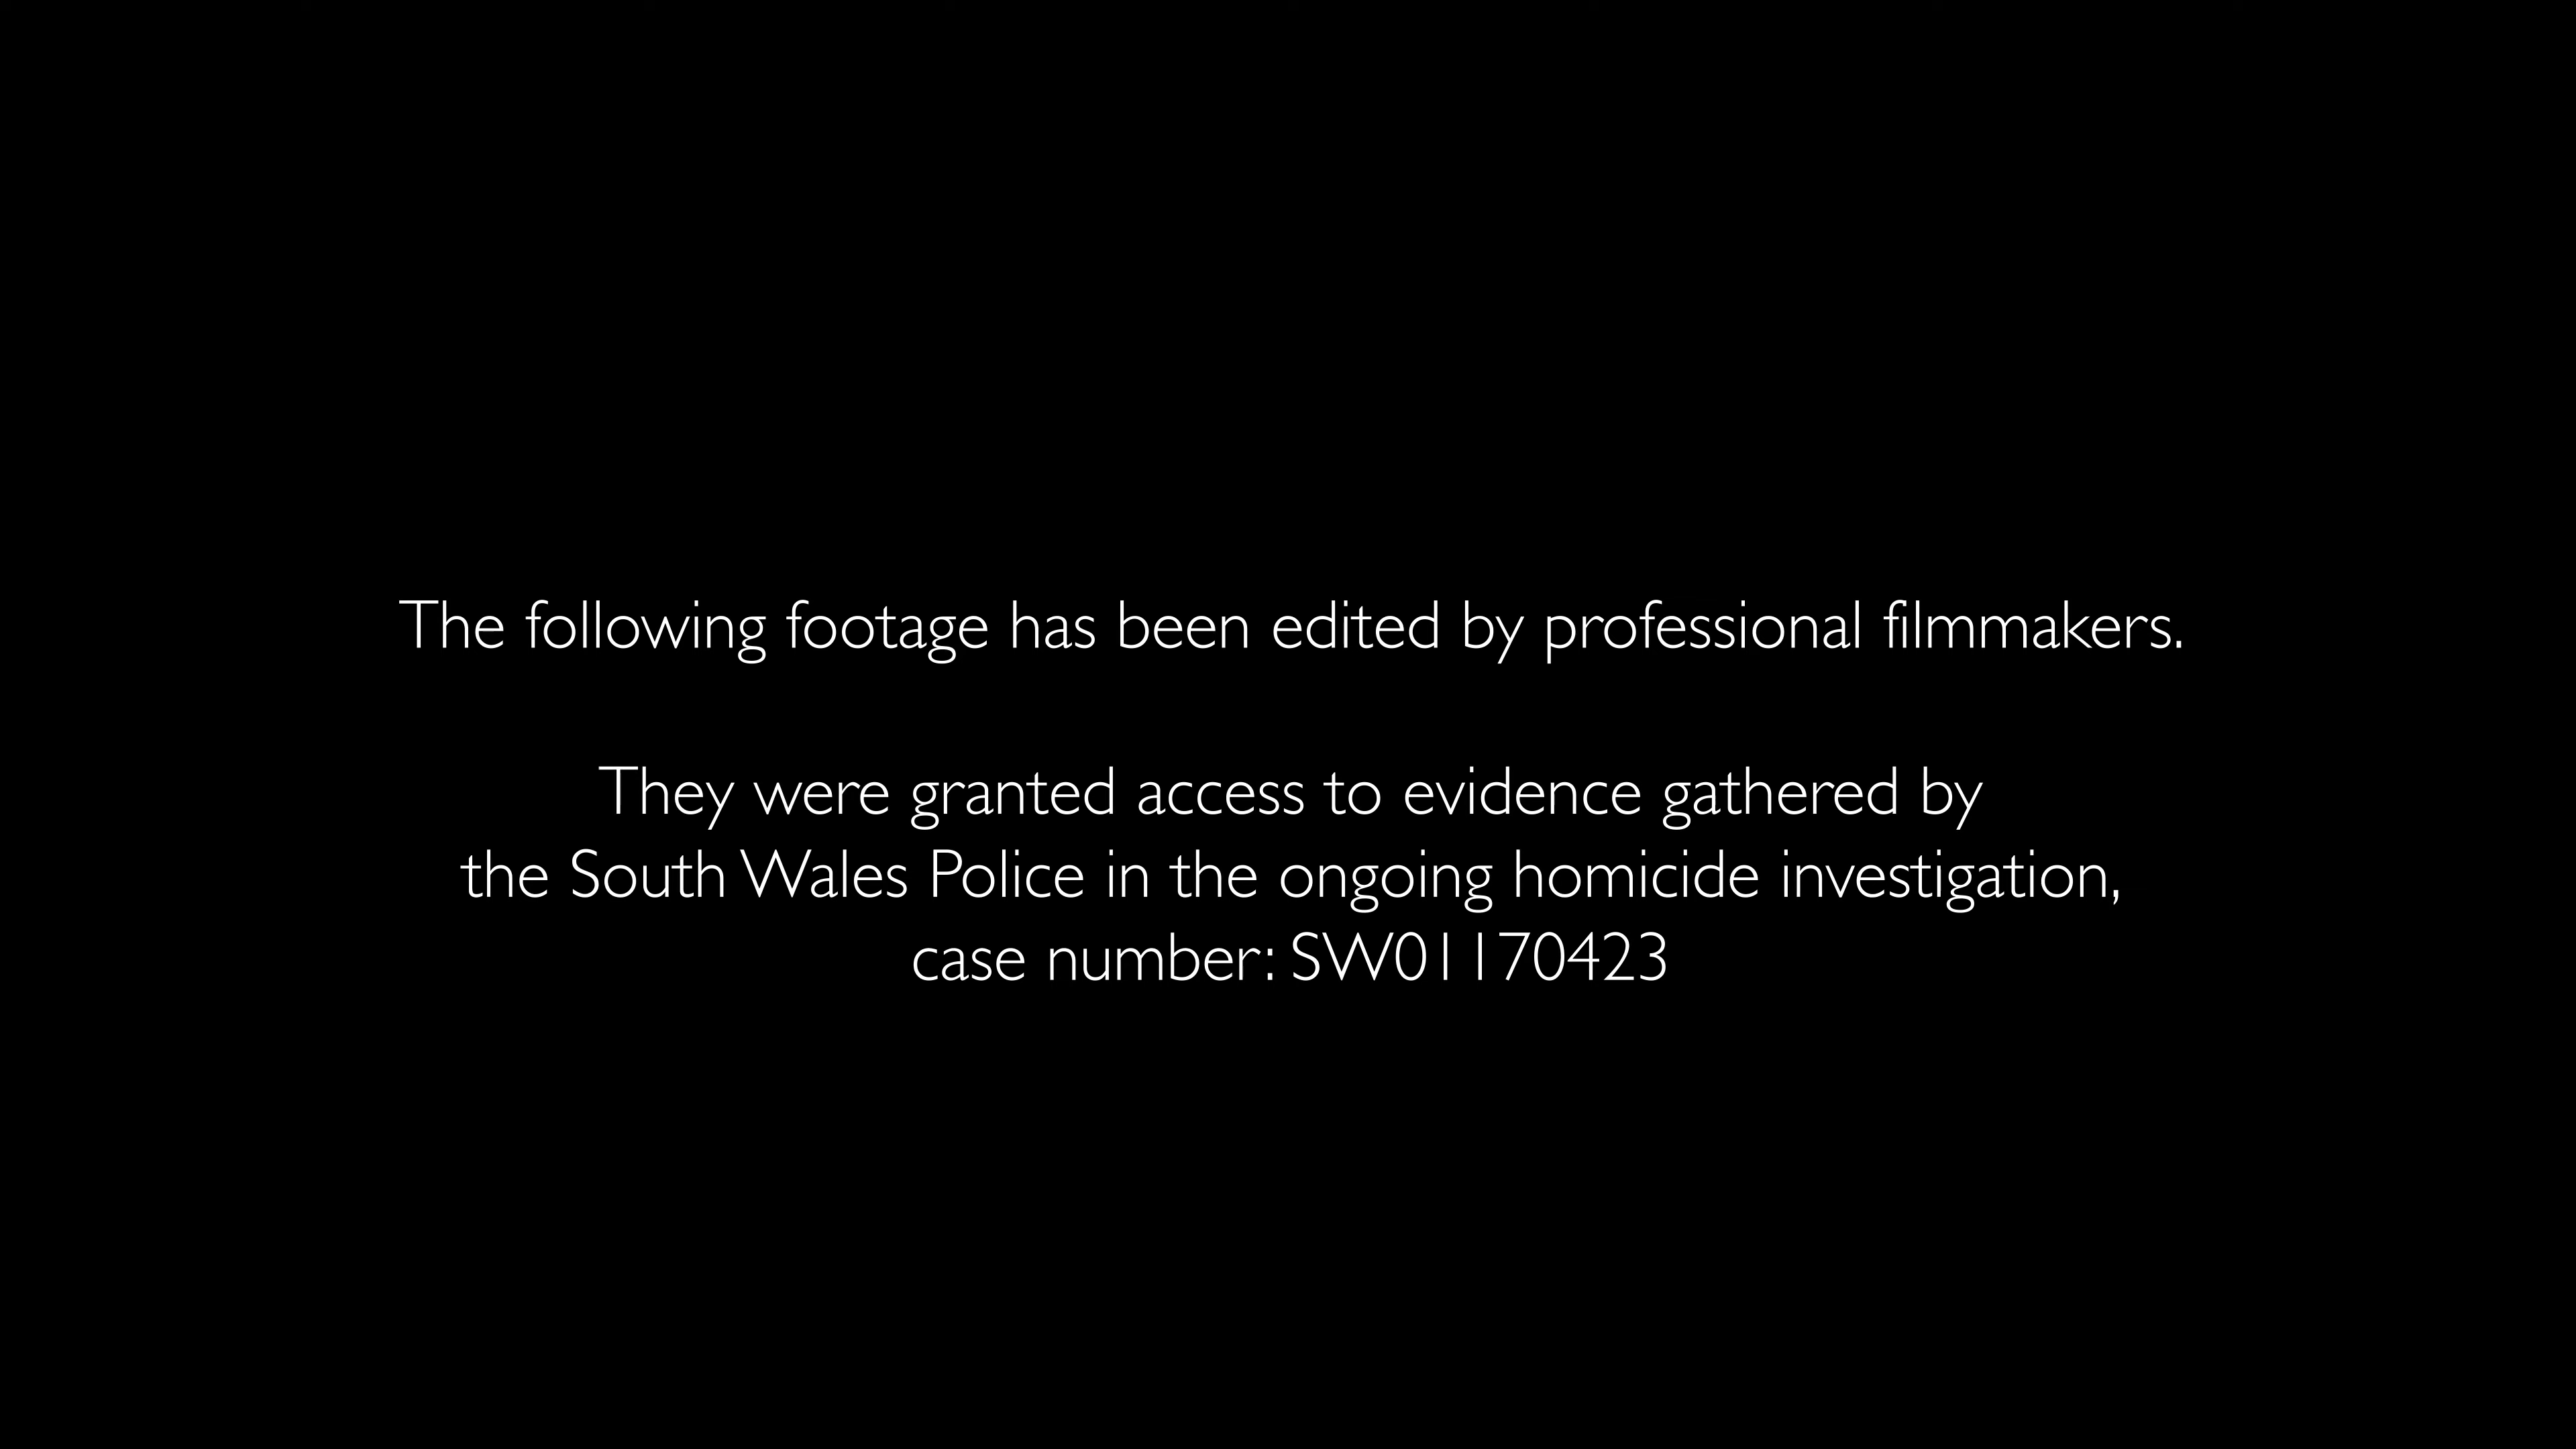 The following footage has been edited by professional filmmakers.
They were granted access to evidence gathered by
the South Wales Police in the ongoing homicide investigation,
case number: SW01170423